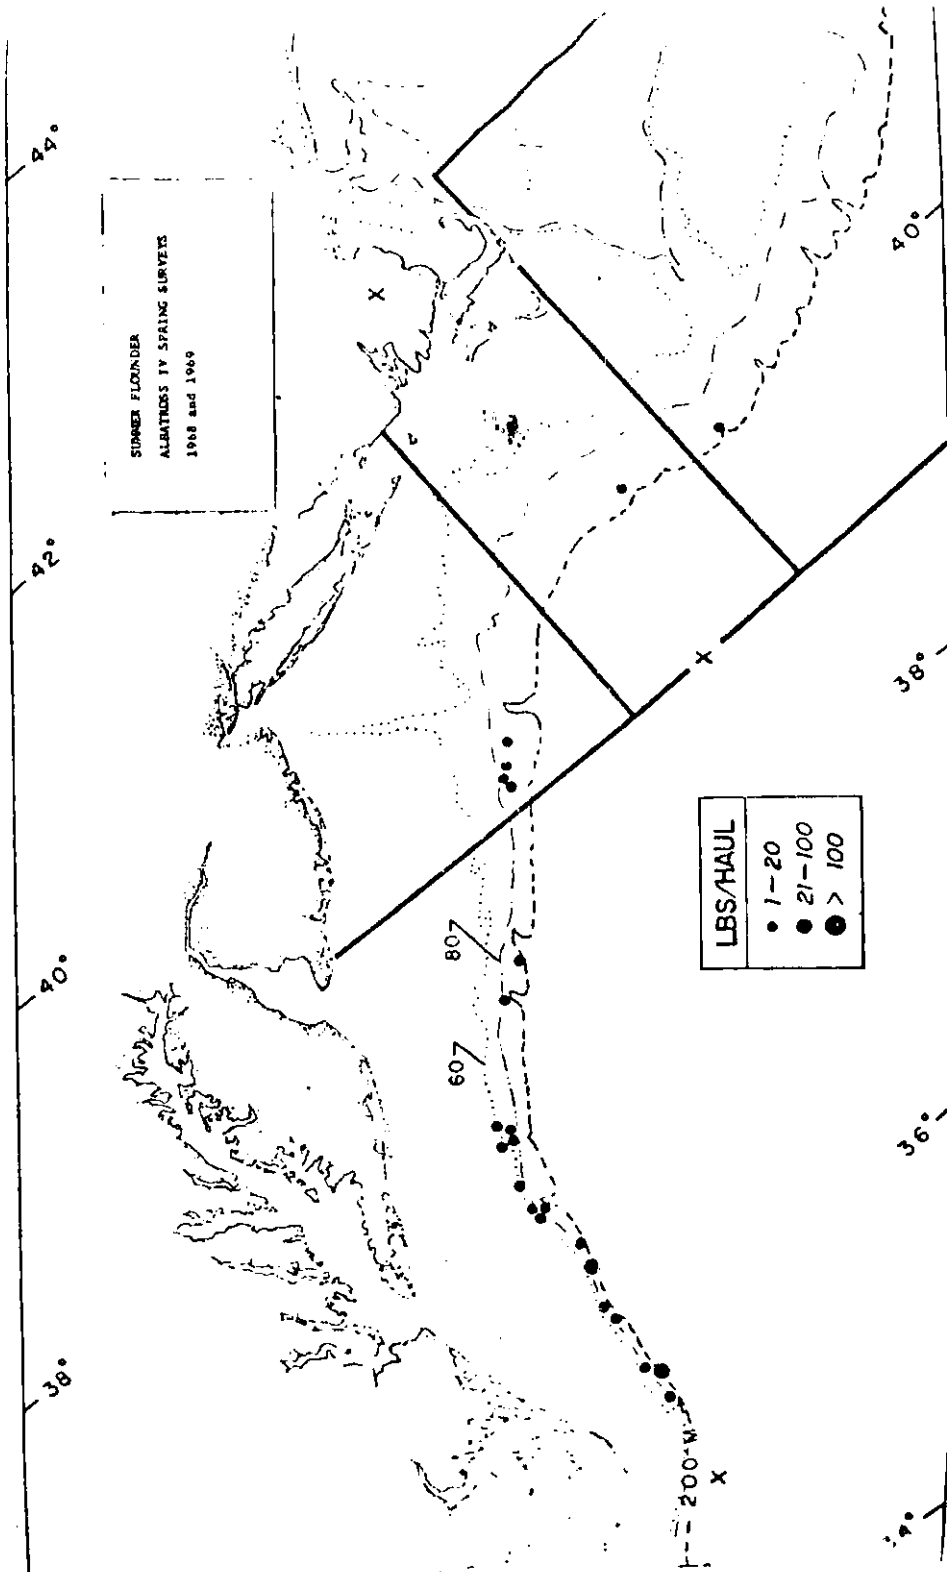 44°
SUMMER FLOUNDER
ALBATROSS IV SPRING SURVEYS
1968 and 1969
X
42°
40°
38°
X
40°
38°
36°
80
60
LBS/HAUL
• 1-20
• 21-100
• > 100
200 M
X